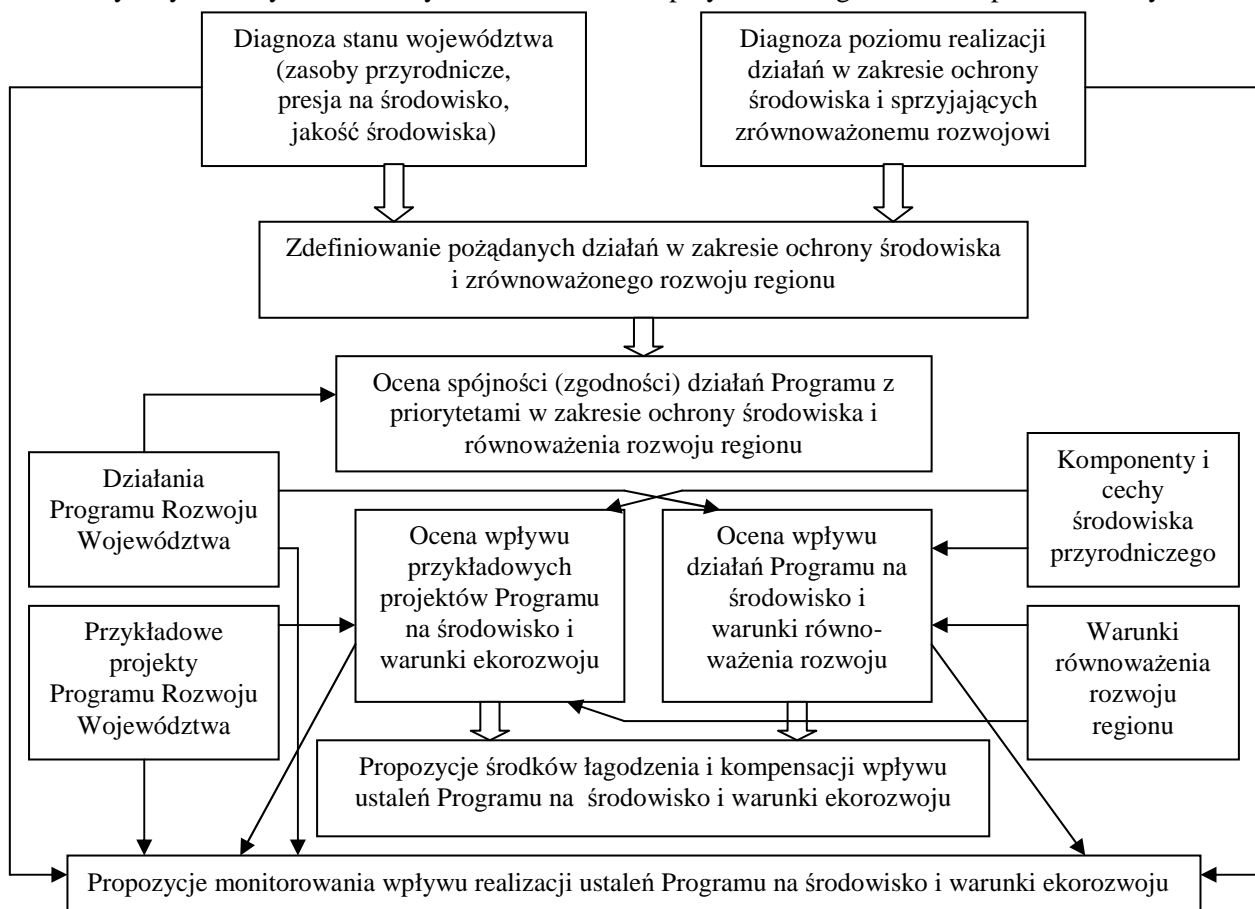 Diagnoza stanu województwa
(zasoby przyrodnicze,
presja na środowisko,
jakość środowiska)
Diagnoza poziomu realizacji
działań w zakresie ochrony
środowiska i sprzyjających
zrównoważonemu rozwojowi
Zdefiniowanie pożądanych działań w zakresie ochrony środowiska
i zrównoważonego rozwoju regionu
Ocena spójności (zgodności) działań Programu z
priorytetami w zakresie ochrony środowiska i
równoważenia rozwoju regionu
Działania
Programu Rozwoju
Województwa
Komponenty i
cechy
środowiska
przyrodniczego
Ocena wpływu
przykładowych
projektów Programu
na środowisko i
warunki ekorozwoju
Ocena wpływu
działań Programu na
środowisko i
warunki równo-
ważenia rozwoju
Przykładowe
projekty
Programu Rozwoju
Województwa
Warunki
równoważenia
rozwoju
regionu
Propozycje środków łagodzenia i kompensacji wpływu
ustaleń Programu na środowisko i warunki ekorozwoju
Propozycje monitorowania wpływu realizacji ustaleń Programu na środowisko i warunki ekorozwoju